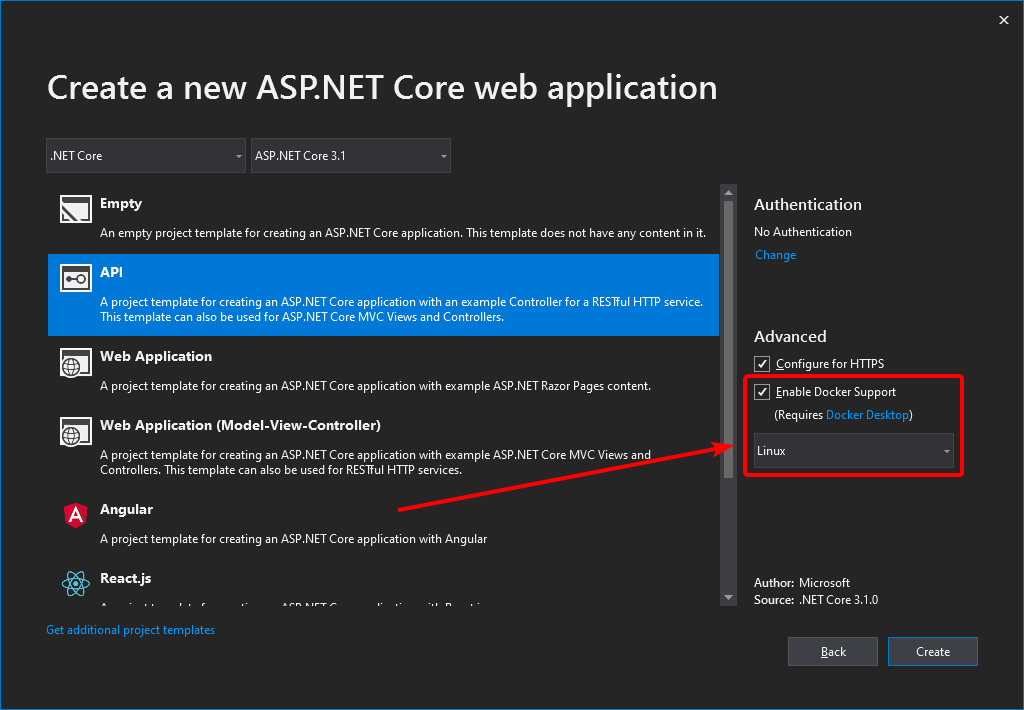 Create a new ASP.NET Core web application
.NET Core
ASP.NET Core 3.1
Empty
An empty project template for creating an ASP.NET Core application. This template does not have any content in it.
API
A project template for creating an ASP.NET Core application with an example Controller for a RESTful HTTP service.
This template can also be used for ASP.NET Core MVC Views and Controllers.
Web Application
A project template for creating an ASP.NET Core application with example ASP.NET Razor Pages content.
Web Application (Model-View-Controller)
A project template for creating an ASP.NET Core application with example ASP.NET Core MVC Views and
Controllers. This template can also be used for RESTful HTTP services.
Angular
A project template for creating an ASP.NET Core application with Angular
React.js
Get additional project templates
Authentication
No Authentication
Change
Advanced
Configure for HTTPS
Enable Docker Support
(Requires Docker Desktop)
Linux
Author: Microsoft
Source: .NET Core 3.1.0
Back
Create